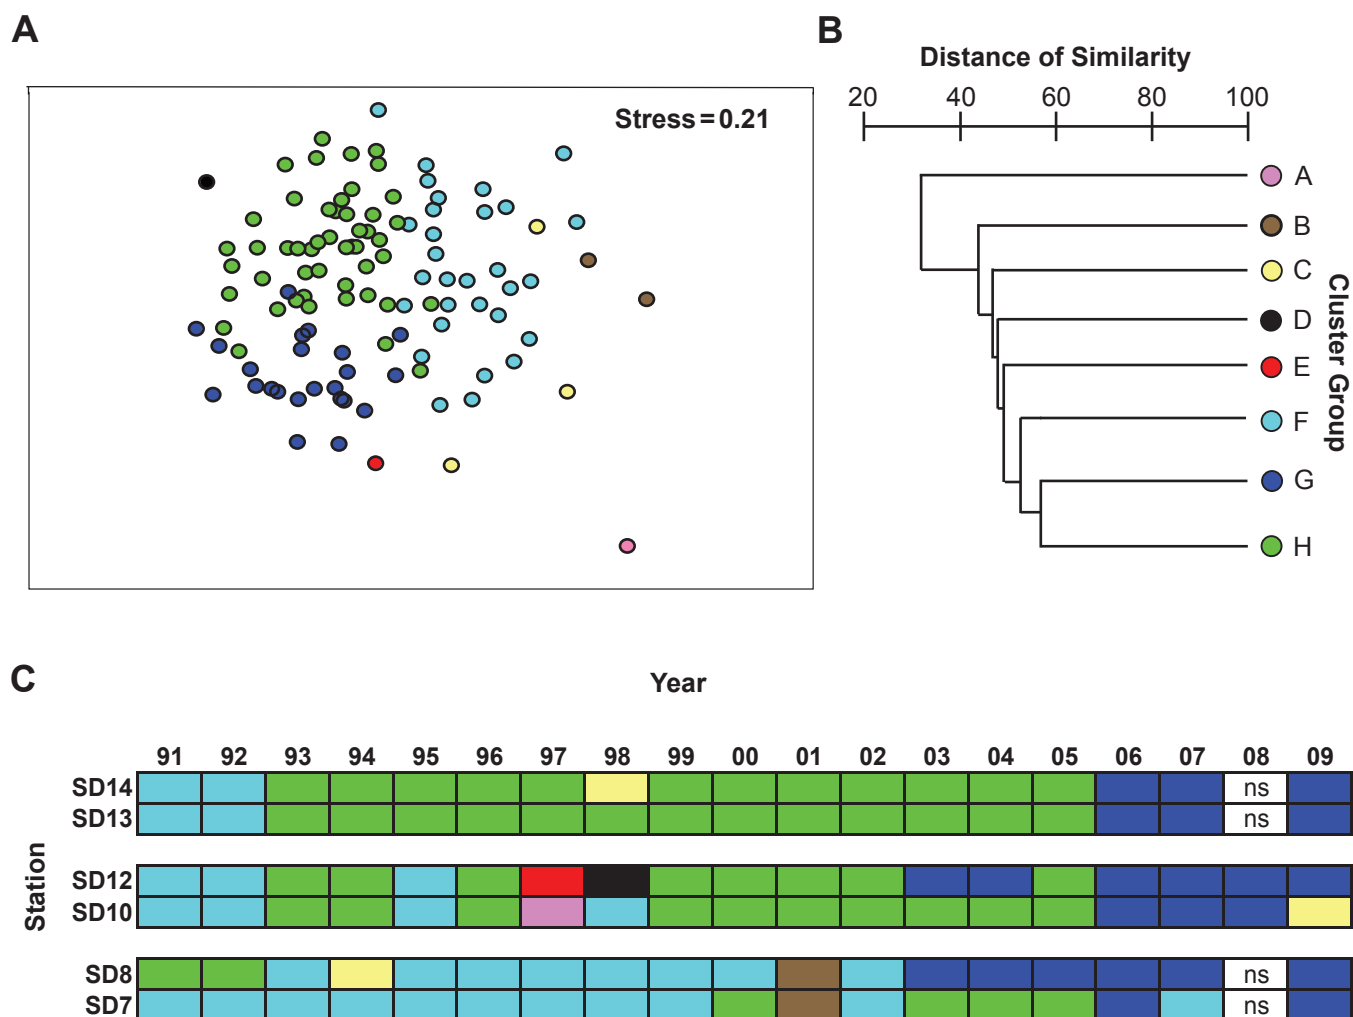 A
Stress = 0.21
B
Distance of Similarity
20 40 60 80 100
A
B
C
D
E
F
G
H
Cluster Group
C
Year
91 92 93 94 95 96 97 98 99 00 01 02 03 04 05 06 07 08 09
Station
SD14 ns
SD13 ns
SD12
SD10
SD8 ns
SD7 ns